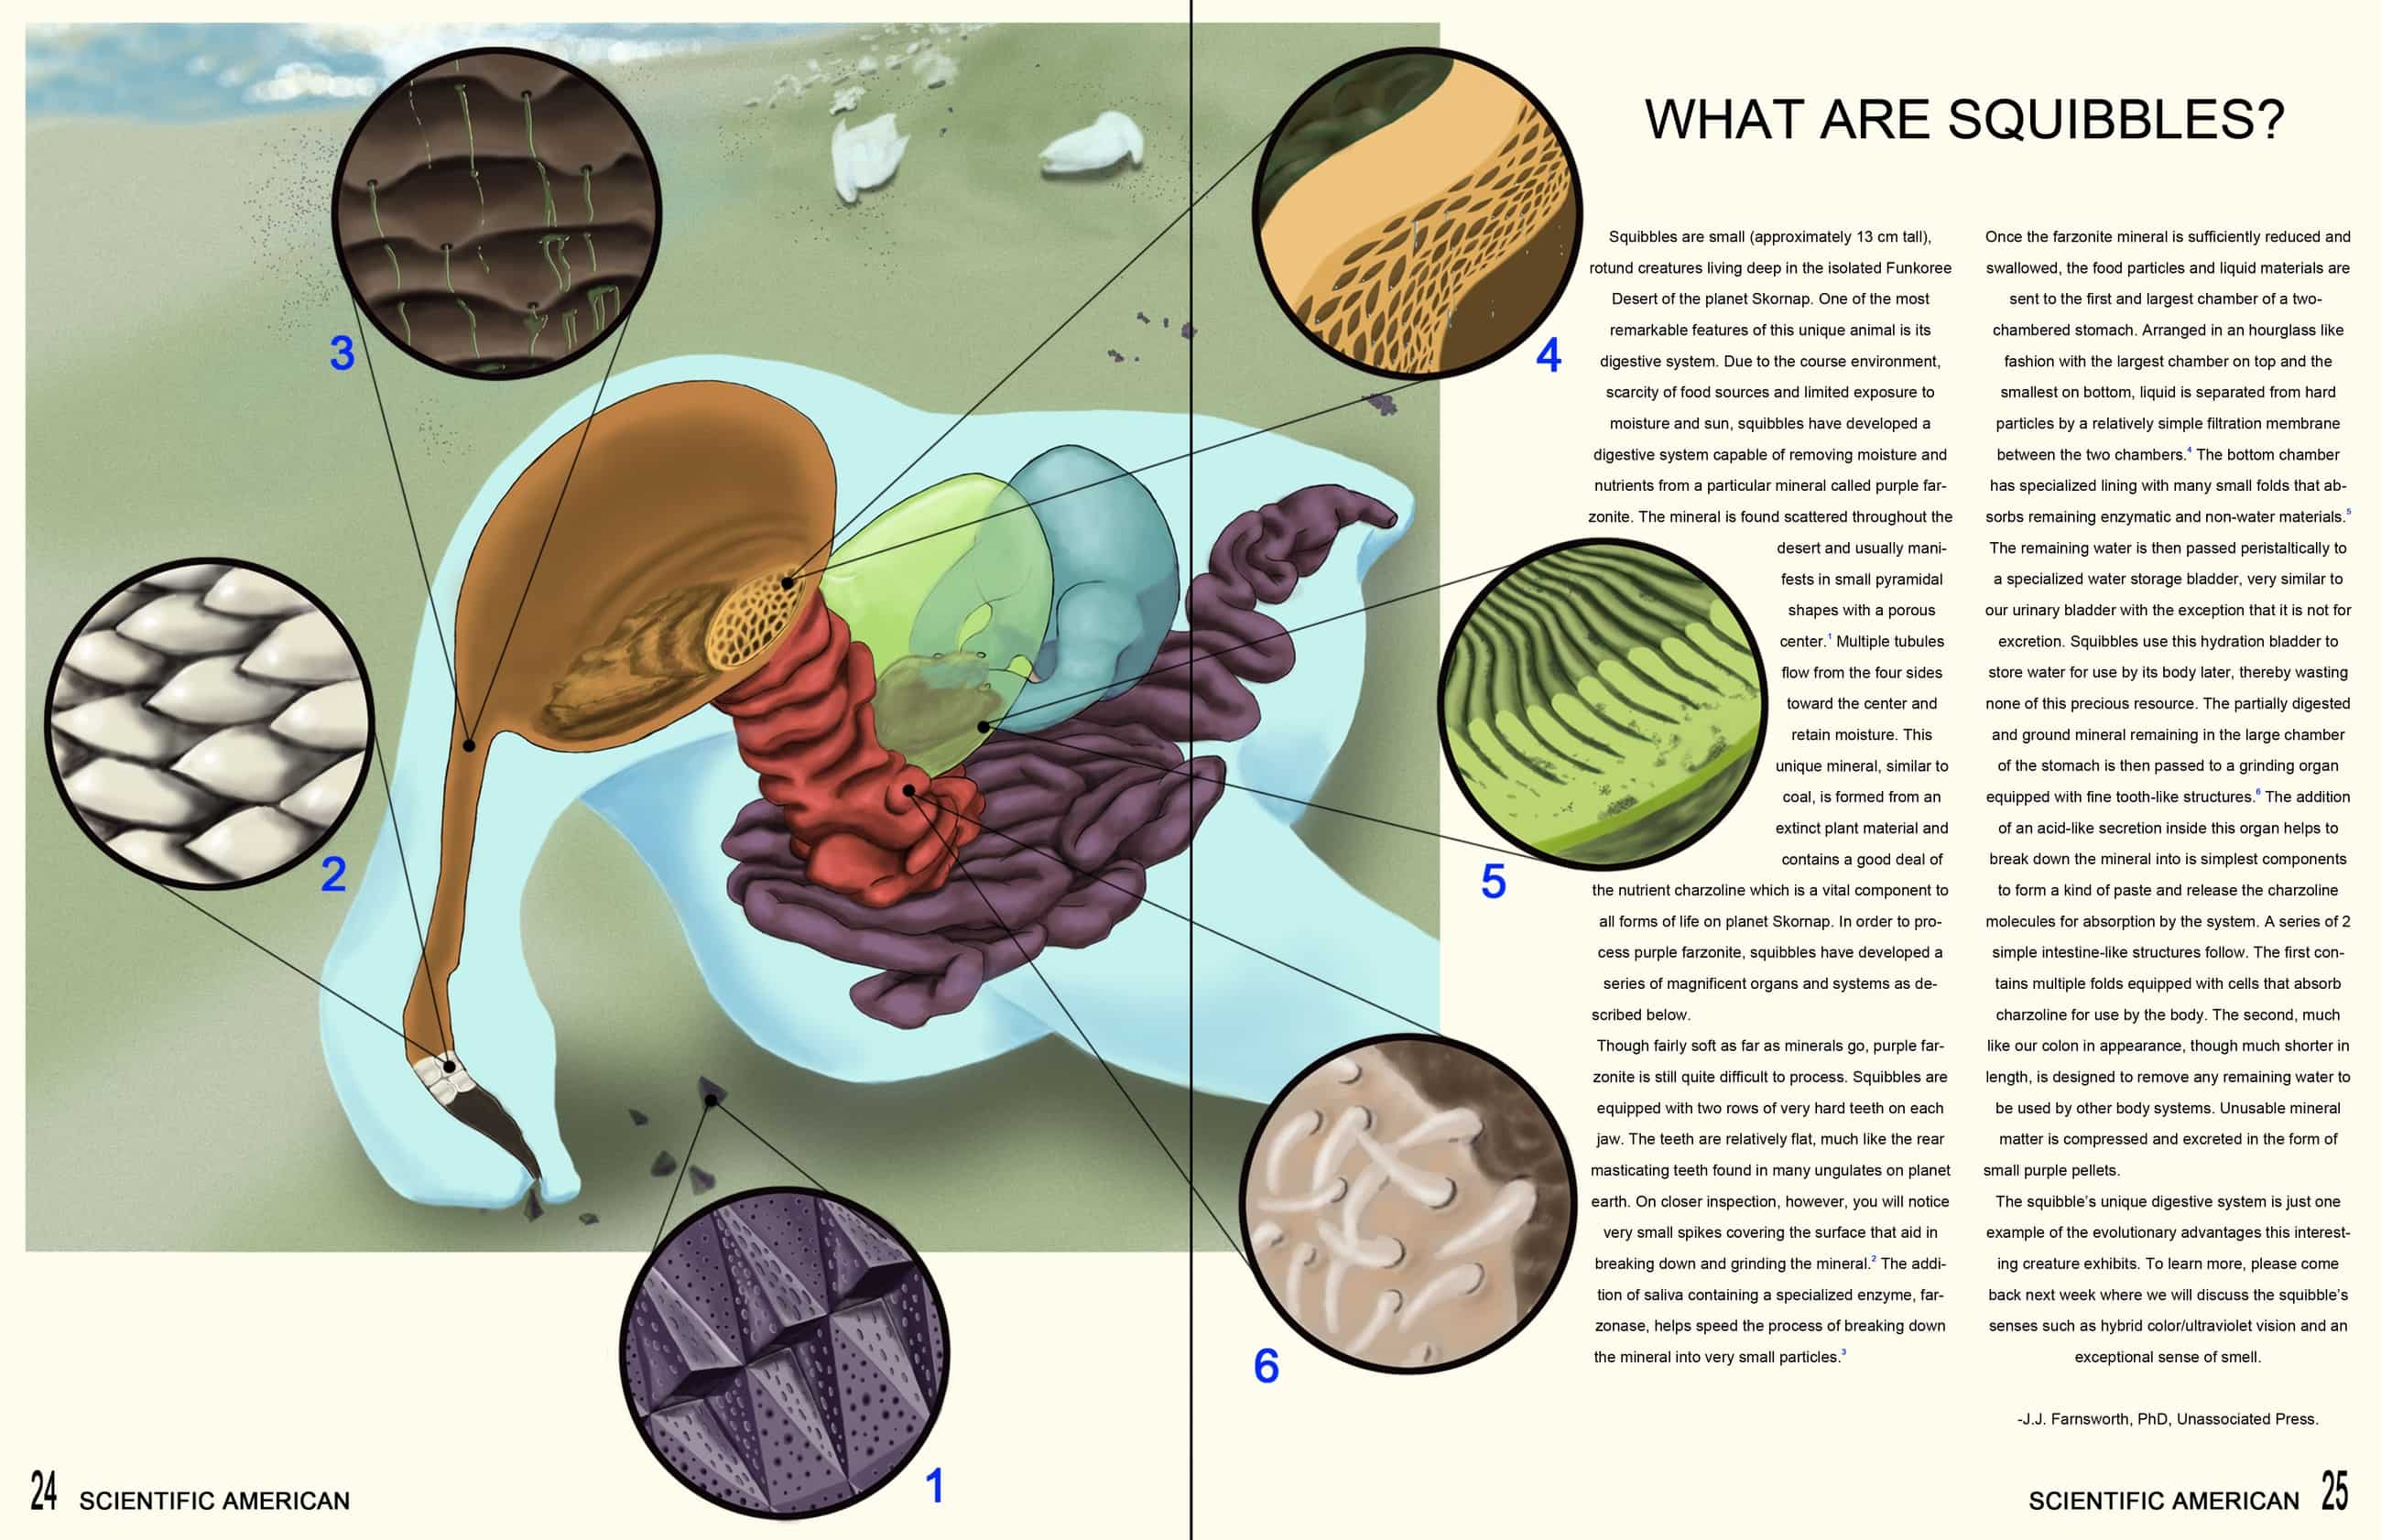 WHAT ARE SQUIBBLES?
Squibbles are small (approximately 13 cm tall),
rotund creatures living deep in the isolated Funkoree
Desert of the planet Skornap. One of the most
remarkable features of this unique animal is its
digestive system. Due to the course environment,
scarcity of food sources and limited exposure to
moisture and sun, squibbles have developed a
digestive system capable of removing moisture and
nutrients from a particular mineral called purple far-
zonite. The mineral is found scattered throughout the
desert and usually mani-
fests in small pyramidal
shapes with a porous
center.1 Multiple tubules
flow from the four sides
toward the center and
retain moisture. This
unique mineral, similar to
coal, is formed from an
extinct plant material and
contains a good deal of
the nutrient charzoline which is a vital component to
all forms of life on planet Skornap. In order to pro-
cess purple farzonite, squibbles have developed a
series of magnificent organs and systems as de-
scribed below.
Though fairly soft as far as minerals go, purple far-
zonite is still quite difficult to process. Squibbles are
equipped with two rows of very hard teeth on each
jaw. The teeth are relatively flat, much like the rear
masticating teeth found in many ungulates on planet
earth. On closer inspection, however, you will notice
very small spikes covering the surface that aid in
breaking down and grinding the mineral.2 The addi-
tion of saliva containing a specialized enzyme, far-
zonase, helps speed the process of breaking down
the mineral into very small particles.3
Once the farzonite mineral is sufficiently reduced and
swallowed, the food particles and liquid materials are
sent to the first and largest chamber of a two-
chambered stomach. Arranged in an hourglass like
fashion with the largest chamber on top and the
smallest on bottom, liquid is separated from hard
particles by a relatively simple filtration membrane
between the two chambers.4 The bottom chamber
has specialized lining with many small folds that ab-
sorbs remaining enzymatic and non-water materials.5
The remaining water is then passed peristaltically to
a specialized water storage bladder, very similar to
our urinary bladder with the exception that it is not for
excretion. Squibbles use this hydration bladder to
store water for use by its body later, thereby wasting
none of this precious resource. The partially digested
and ground mineral remaining in the large chamber
of the stomach is then passed to a grinding organ
equipped with fine tooth-like structures.6 The addition
of an acid-like secretion inside this organ helps to
break down the mineral into is simplest components
to form a kind of paste and release the charzoline
molecules for absorption by the system. A series of 2
simple intestine-like structures follow. The first con-
tains multiple folds equipped with cells that absorb
charzoline for use by the body. The second, much
like our colon in appearance, though much shorter in
length, is designed to remove any remaining water to
be used by other body systems. Unusable mineral
matter is compressed and excreted in the form of
small purple pellets.
The squibble's unique digestive system is just one
example of the evolutionary advantages this interest-
ing creature exhibits. To learn more, please come
back next week where we will discuss the squibble's
senses such as hybrid color/ultraviolet vision and an
exceptional sense of smell.
-J.J. Farnsworth, PhD, Unassociated Press.
3
4
2
5
6
1
24 SCIENTIFIC AMERICAN
SCIENTIFIC AMERICAN 25